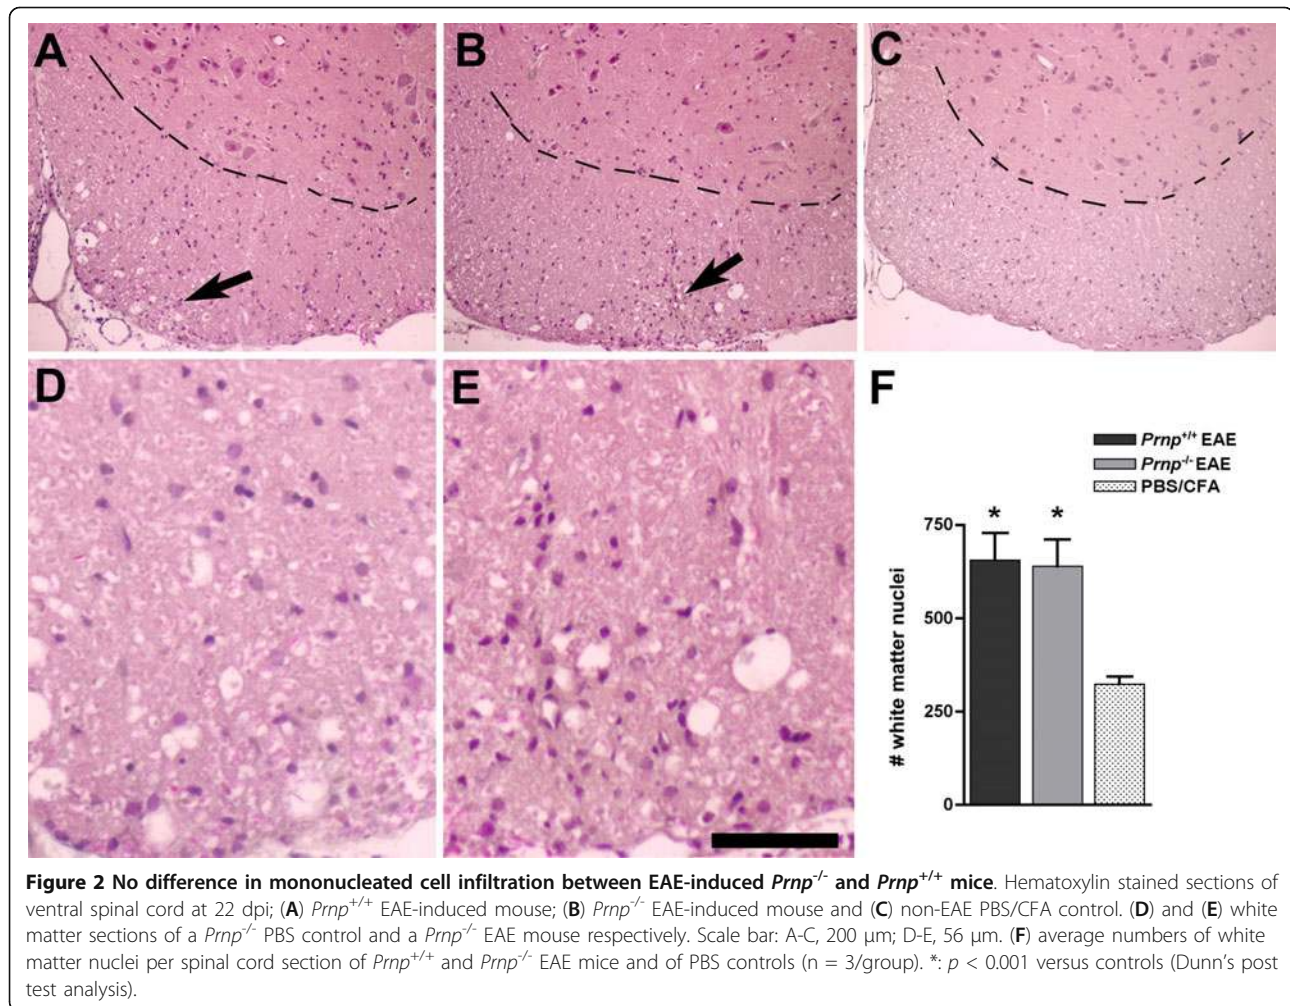 A
B
C
D
E
F
Prnp+/+ EAE
Prnp-/- EAE
PBS/CFA
* *
750
500
250
0
# white matter nuclei
Figure 2 No difference in mononucleated cell infiltration between EAE-induced Prnp-/- and Prnp+/+ mice. Hematoxylin stained sections of
ventral spinal cord at 22 dpi; (A) Prnp+/+ EAE-induced mouse; (B) Prnp-/- EAE-induced mouse and (C) non-EAE PBS/CFA control. (D) and (E) white
matter sections of a Prnp-/- PBS control and a Prnp-/- EAE mouse respectively. Scale bar: A-C, 200 μm; D-E, 56 μm. (F) average numbers of white
matter nuclei per spinal cord section of Prnp+/+ and Prnp-/- EAE mice and of PBS controls (n = 3/group). *: p < 0.001 versus controls (Dunn's post
test analysis).